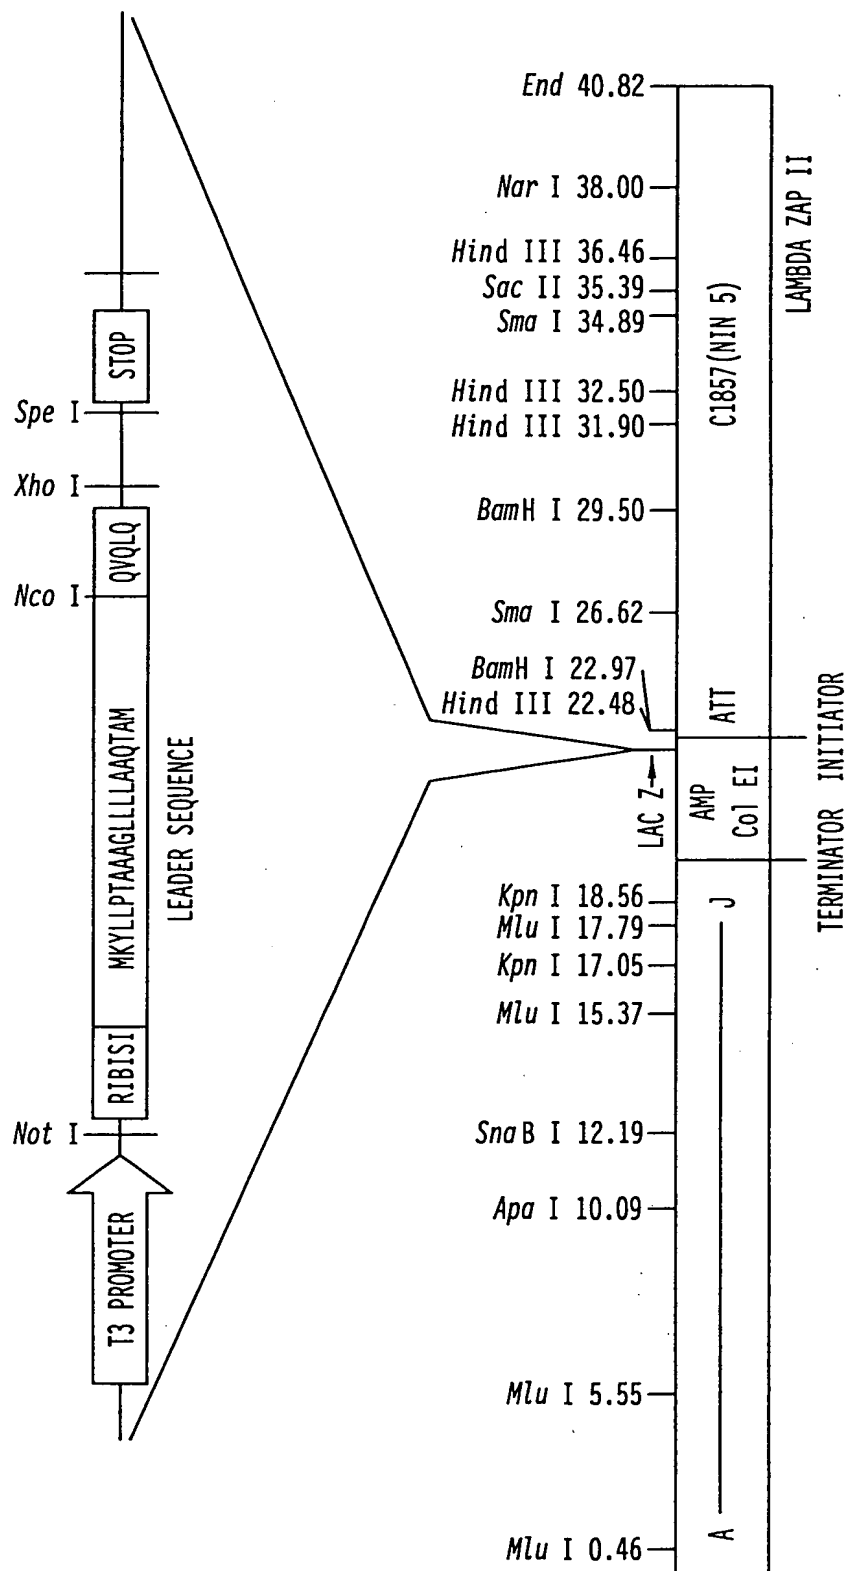 End 40.82
Nar I 38.00
Hind III 36.46
Sac II 35.39
Sma I 34.89
Hind III 32.50
Hind III 31.90
BamH I 29.50
Sma I 26.62
BamH I 22.97
Hind III 22.48
LAC Z
Kpn I 18.56
Mlu I 17.79
Kpn I 17.05
Mlu I 15.37
SnaB I 12.19
Apa I 10.09
Mlu I 5.55
Mlu I 0.46
C1857(NIN 5)
ATT
AMP
Col EI
J
A
LAMBDA ZAP II
INITIATOR
TERMINATOR
STOP
Spe I
Xho I
QVQLQ
Nco I
MKYLLPTAAAGLLLLAAQTAM
LEADER SEQUENCE
RIBISI
Not I
T3 PROMOTER